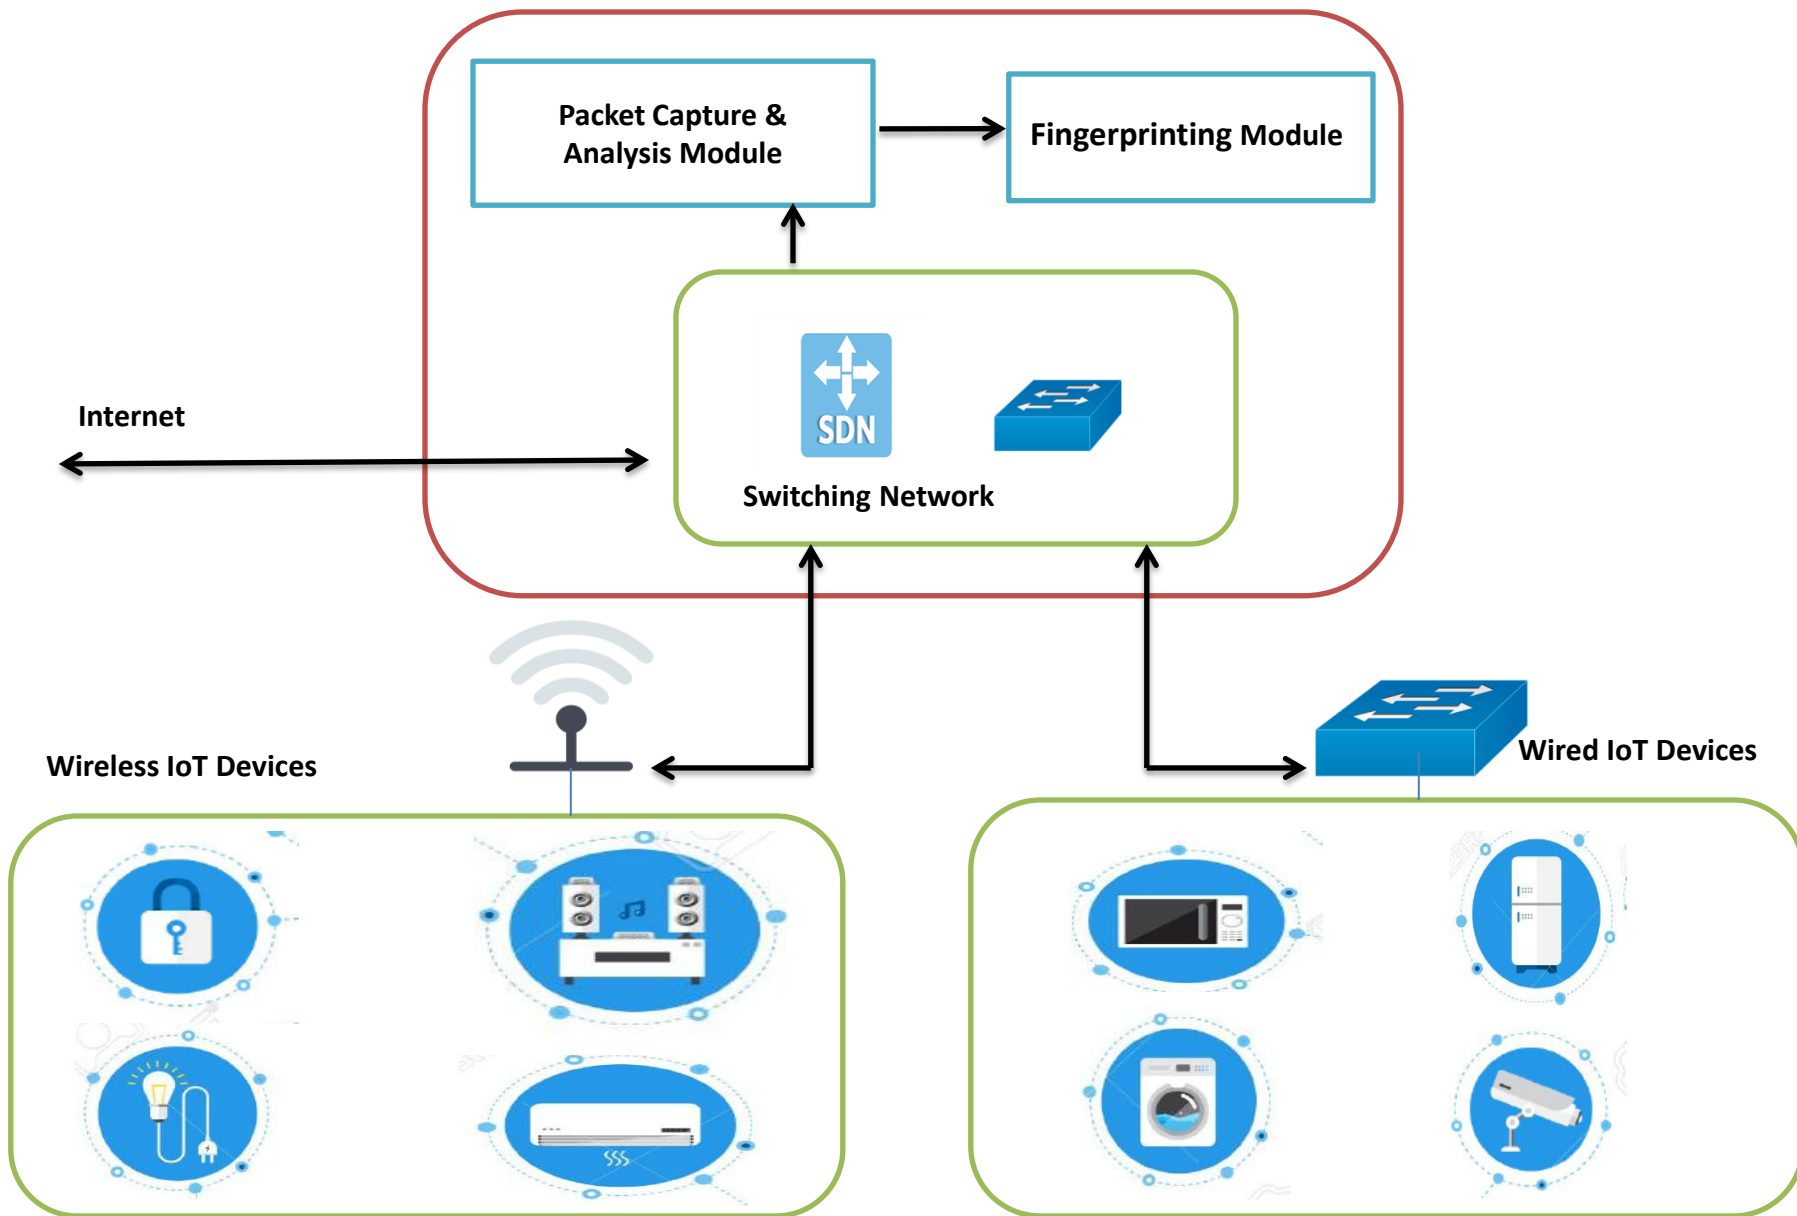 Packet Capture &
Analysis Module
Fingerprinting Module
Internet
SDN
Switching Network
Wireless IoT Devices
Wired IoT Devices